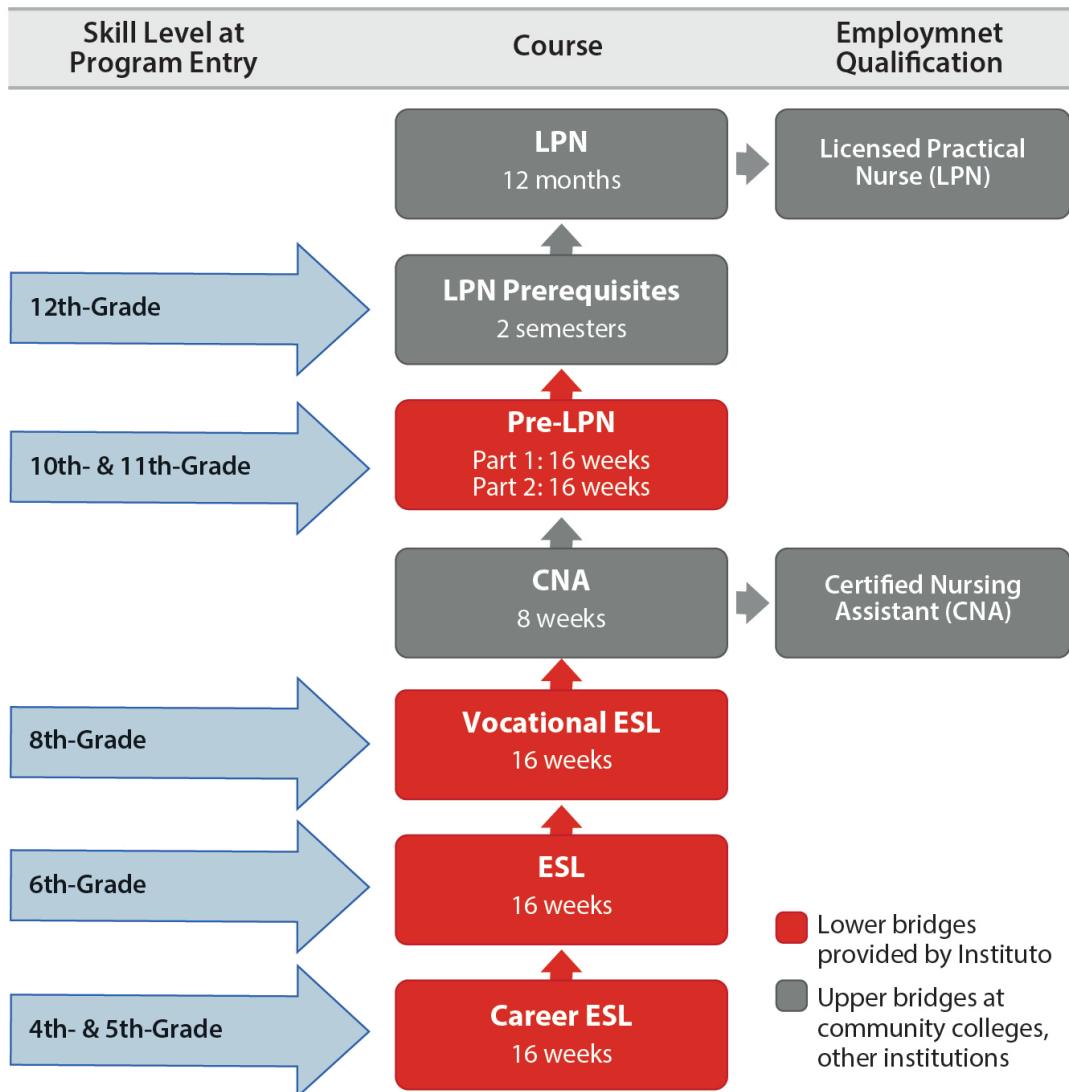 Skill Level at
Program Entry
Course
Employmnet
Qualification
LPN
12 months
Licensed Practical
Nurse (LPN)
12th-Grade
LPN Prerequisites
2 semesters
10th- & 11th-Grade
Pre-LPN
Part 1: 16 weeks
Part 2: 16 weeks
CNA
8 weeks
Certified Nursing
Assistant (CNA)
8th-Grade
Vocational ESL
16 weeks
6th-Grade
ESL
16 weeks
4th- & 5th-Grade
Career ESL
16 weeks
Lower bridges
provided by Instituto
Upper bridges at
community colleges,
other institutions